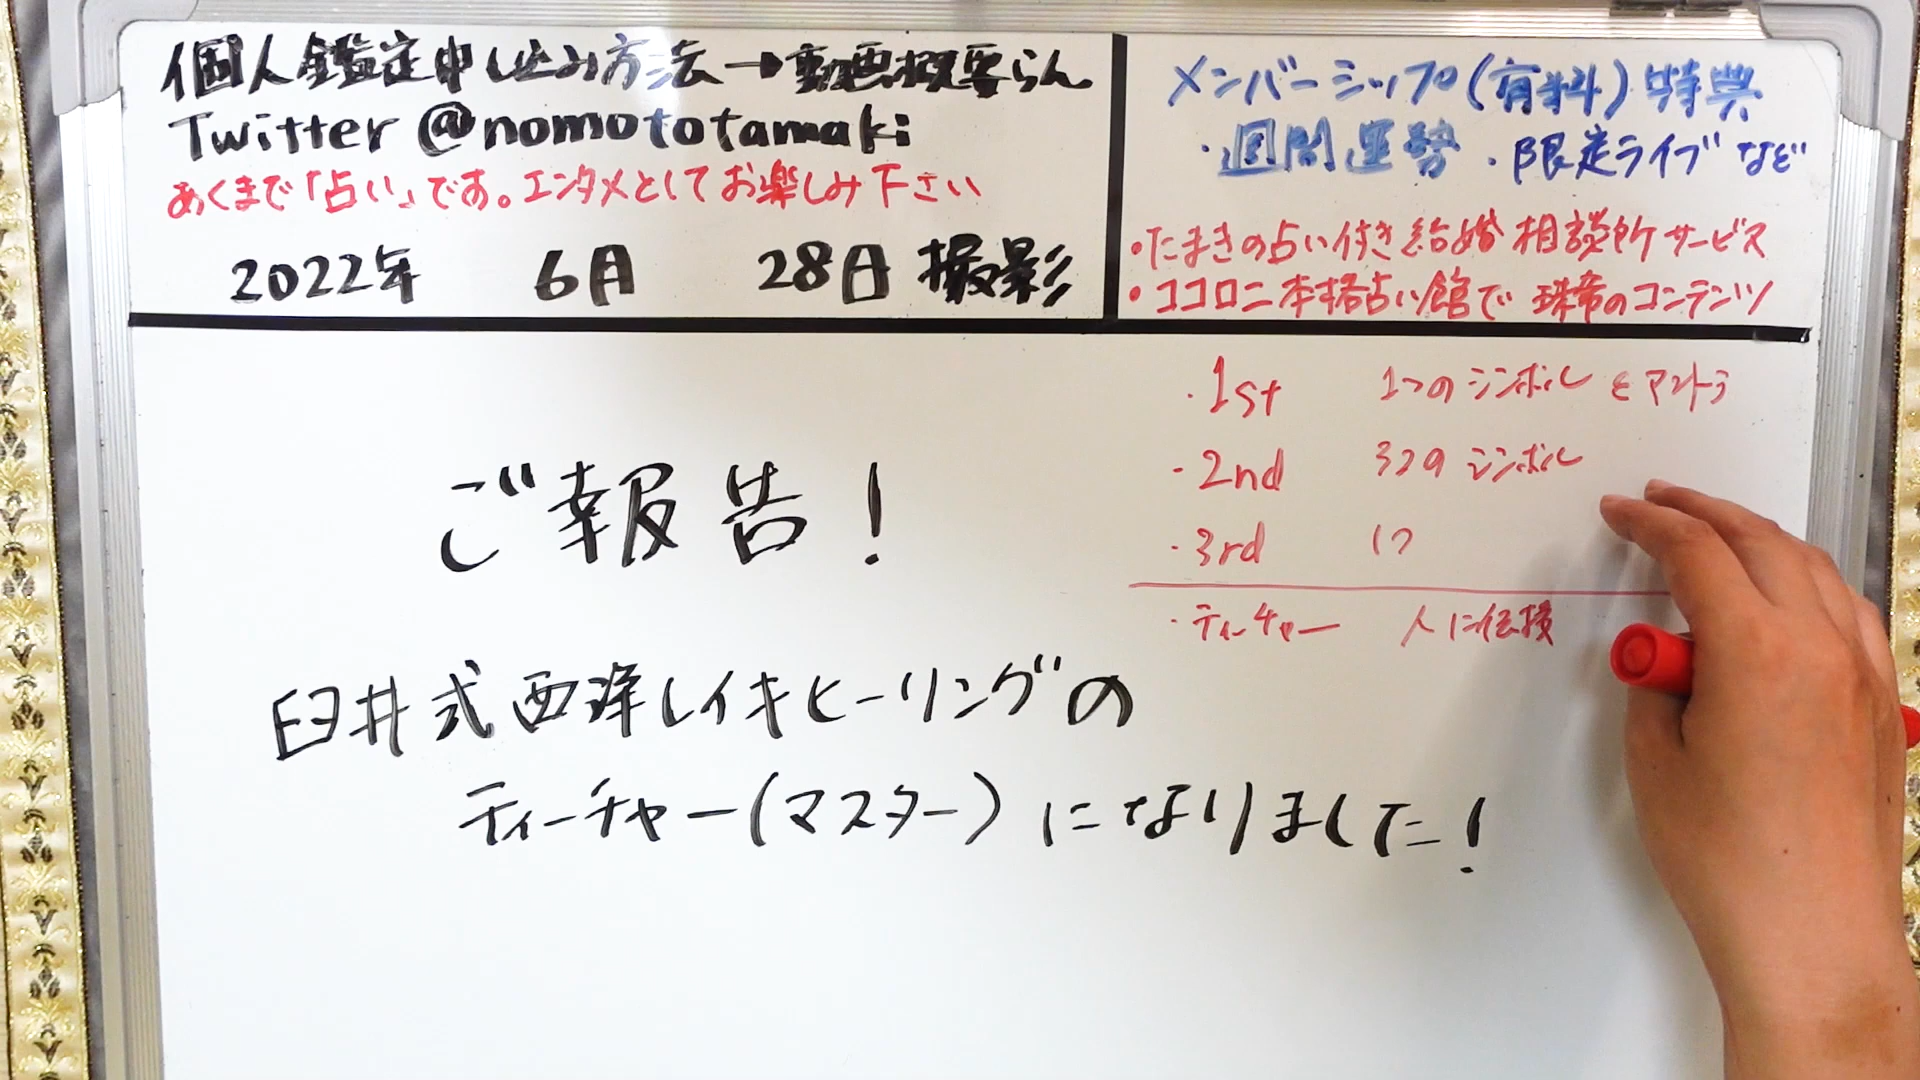 個人鑑定申し込み方法→動画概要らん
Twitter @nomototamaki
あくまで「占い」です。エンタメとしてお楽しみ下さい
2022年 6月 28日 撮影
メンバーシップ(有料)特典
・週間運勢 ・限定ライブ など
・たまきの占い付き結婚相談所サービス
・ココロニ本格占い館で 珠希のコンテンツ
・1st 1つのシンボルとマントラ
・2nd 3つのシンボル
・3rd 1つ
・ティーチャー 人に伝授
ご報告!
臼井式西洋レイキヒーリングの
ティーチャー(マスター)になりました!